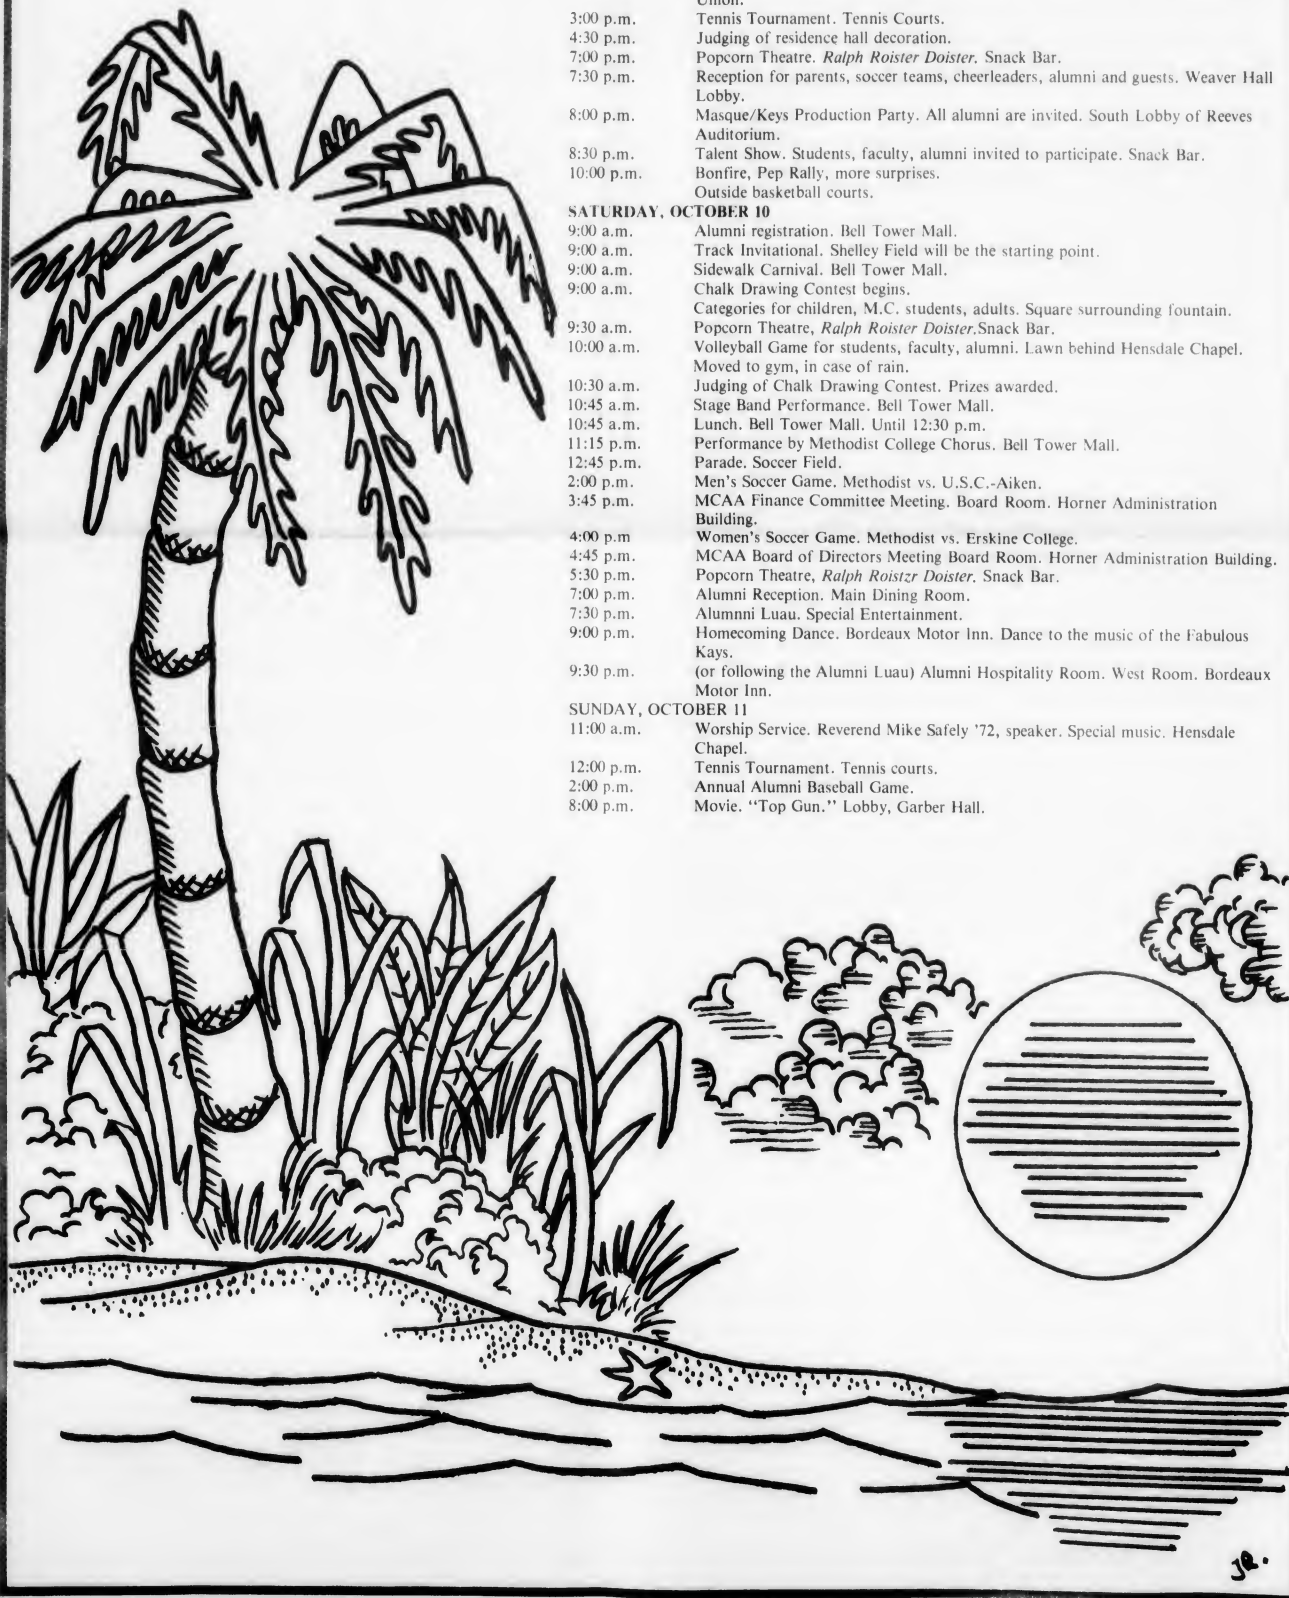 Union.
3:00 p.m. Tennis Tournament. Tennis Courts.
4:30 p.m. Judging of residence hall decoration.
7:00 p.m. Popcorn Theatre. Ralph Roister Doister. Snack Bar.
7:30 p.m. Reception for parents, soccer teams, cheerleaders, alumni and guests. Weaver Hall
Lobby.
8:00 p.m. Masque/Keys Production Party. All alumni are invited. South Lobby of Reeves
Auditorium.
8:30 p.m. Talent Show. Students, faculty, alumni invited to participate. Snack Bar.
10:00 p.m. Bonfire, Pep Rally, more surprises.
Outside basketball courts.
SATURDAY, OCTOBER 10
9:00 a.m. Alumni registration. Bell Tower Mall.
9:00 a.m. Track Invitational. Shelley Field will be the starting point.
9:00 a.m. Sidewalk Carnival. Bell Tower Mall.
9:00 a.m. Chalk Drawing Contest begins.
Categories for children, M.C. students, adults. Square surrounding fountain.
9:30 a.m. Popcorn Theatre, Ralph Roister Doister.Snack Bar.
10:00 a.m. Volleyball Game for students, faculty, alumni. Lawn behind Hensdale Chapel.
Moved to gym, in case of rain.
10:30 a.m. Judging of Chalk Drawing Contest. Prizes awarded.
10:45 a.m. Stage Band Performance. Bell Tower Mall.
10:45 a.m. Lunch. Bell Tower Mall. Until 12:30 p.m.
11:15 p.m. Performance by Methodist College Chorus. Bell Tower Mall.
12:45 p.m. Parade. Soccer Field.
2:00 p.m. Men's Soccer Game. Methodist vs. U.S.C.-Aiken.
3:45 p.m. MCAA Finance Committee Meeting. Board Room. Horner Administration
Building.
4:00 p.m Women's Soccer Game. Methodist vs. Erskine College.
4:45 p.m. MCAA Board of Directors Meeting Board Room. Horner Administration Building.
5:30 p.m. Popcorn Theatre, Ralph Roistzr Doister. Snack Bar.
7:00 p.m. Alumni Reception. Main Dining Room.
7:30 p.m. Alumnni Luau. Special Entertainment.
9:00 p.m. Homecoming Dance. Bordeaux Motor Inn. Dance to the music of the Fabulous
Kays.
9:30 p.m. (or following the Alumni Luau) Alumni Hospitality Room. West Room. Bordeaux
Motor Inn.
SUNDAY, OCTOBER 11
11:00 a.m. Worship Service. Reverend Mike Safely '72, speaker. Special music. Hensdale
Chapel.
12:00 p.m. Tennis Tournament. Tennis courts.
2:00 p.m. Annual Alumni Baseball Game.
8:00 p.m. Movie. "Top Gun." Lobby, Garber Hall.
JR.